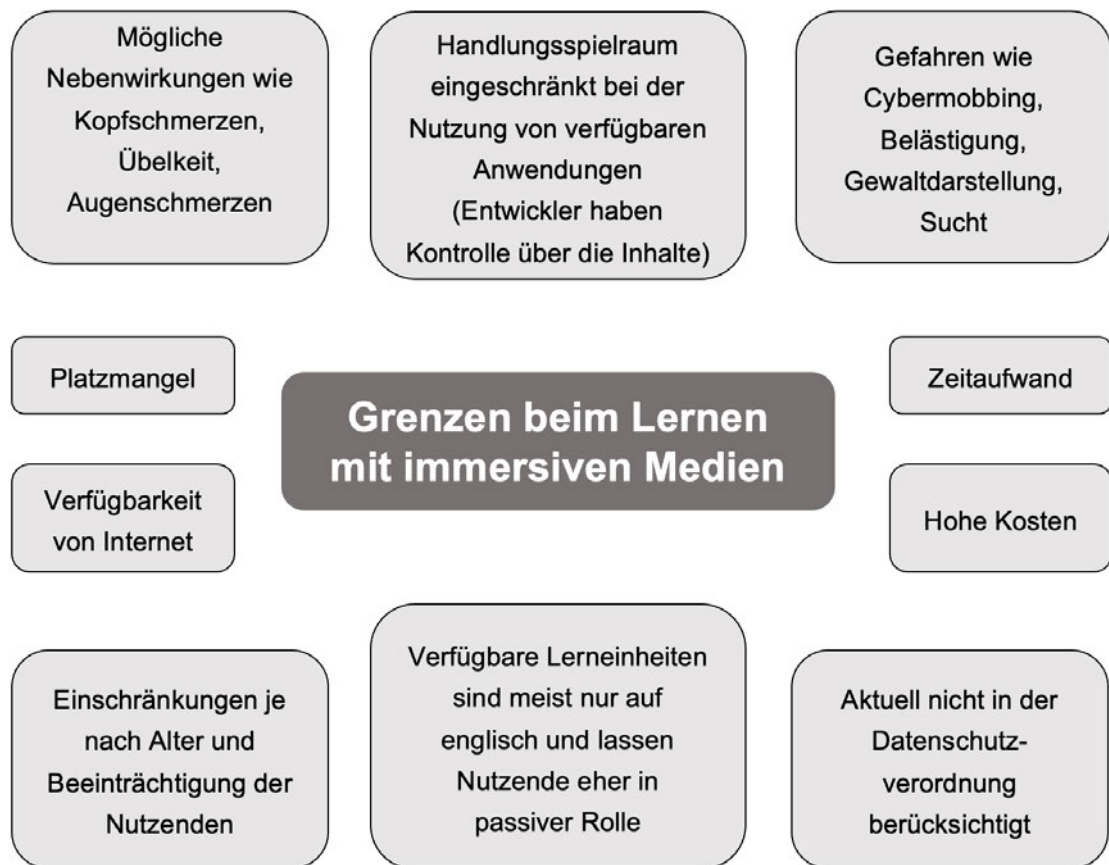 Mögliche
Nebenwirkungen wie
Kopfschmerzen,
Übelkeit,
Augenschmerzen
Handlungsspielraum
eingeschränkt bei der
Nutzung von verfügbaren
Anwendungen
(Entwickler haben
Kontrolle über die Inhalte)
Gefahren wie
Cybermobbing,
Belästigung,
Gewaltdarstellung,
Sucht
Platzmangel
Grenzen beim Lernen
mit immersiven Medien
Zeitaufwand
Verfügbarkeit
von Internet
Hohe Kosten
Einschränkungen je
nach Alter und
Beeinträchtigung der
Nutzenden
Verfügbare Lerneinheiten
sind meist nur auf
englisch und lassen
Nutzende eher in
passiver Rolle
Aktuell nicht in der
Datenschutz-
verordnung
berücksichtigt